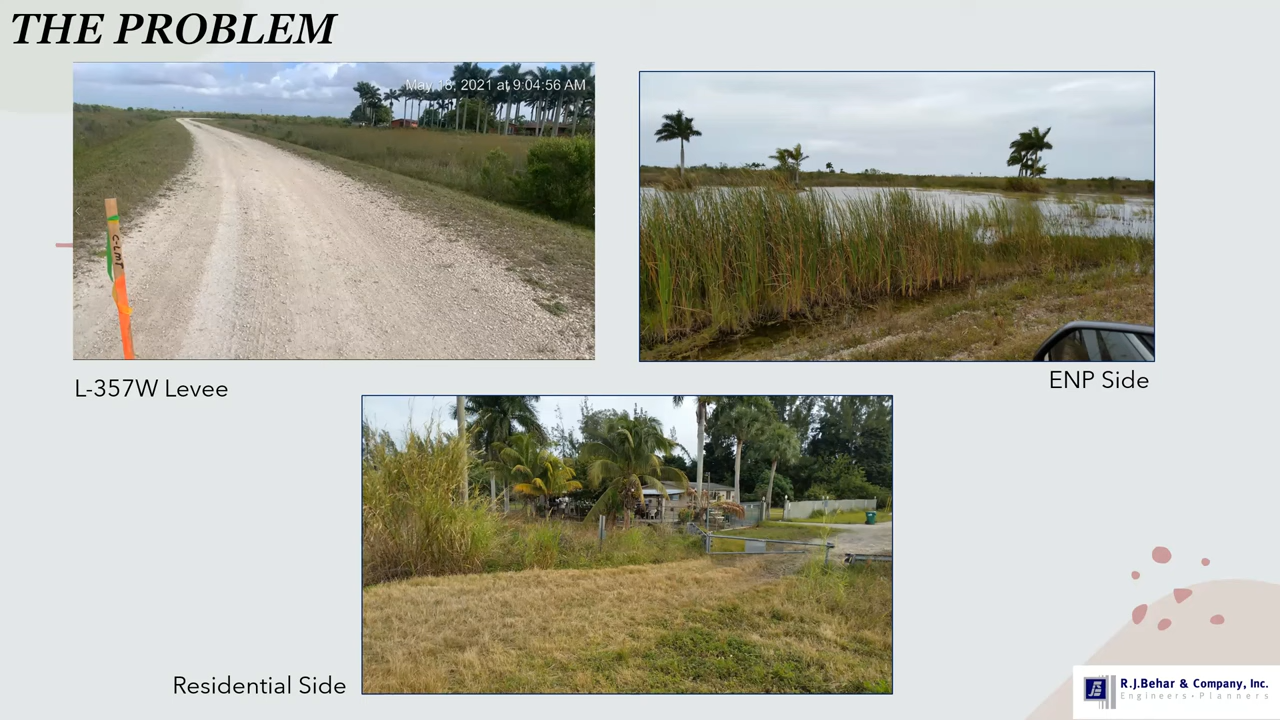 THE PROBLEM
May 18, 2021 at 9:04:56 AM
C-LMT
L-357W Levee
ENP Side
Residential Side
R.J.Behar & Company, Inc.
Engineers • Planners